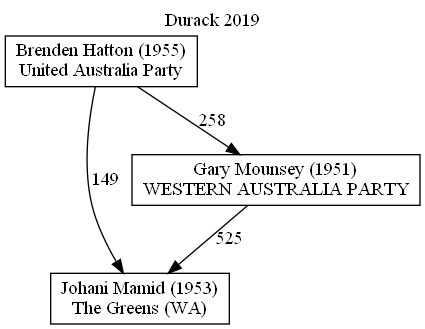 Durack 2019
Brenden Hatton (1955)
United Australia Party
258
Gary Mounsey (1951)
WESTERN AUSTRALIA PARTY
149
525
Johani Mamid (1953)
The Greens (WA)